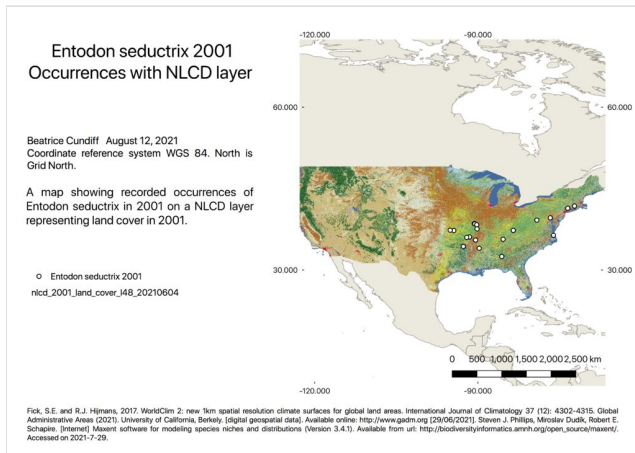 Entodon seductrix 2001
Occurrences with NLCD layer
Beatrice Cundiff August 12, 2021
Coordinate reference system WGS 84. North is
Grid North.
A map showing recorded occurrences of
Entodon seductrix in 2001 on a NLCD layer
representing land cover in 2001.
Entodon seductrix 2001
nlcd_2001_land_cover_l48_20210604
-120.000 -90.000
60.000 60.000
30.000 30.000
0 500 1,000 1,500 2,000 2,500 km
-120.000 -90.000
Fick, S.E. and R.J. Hijmans, 2017. WorldClim 2: new 1km spatial resolution climate surfaces for global land areas. International Journal of Climatology 37 (12): 4302-4315. Global
Administrative Areas (2021). University of California, Berkely. [digital geospatial data]. Available online: http://www.gadm.org [29/06/2021]. Steven J. Phillips, Miroslav Dudík, Robert E.
Schapire. [Internet] Maxent software for modeling species niches and distributions (Version 3.4.1). Available from url: http://biodiversityinformatics.amnh.org/open_source/maxent/.
Accessed on 2021-7-29.